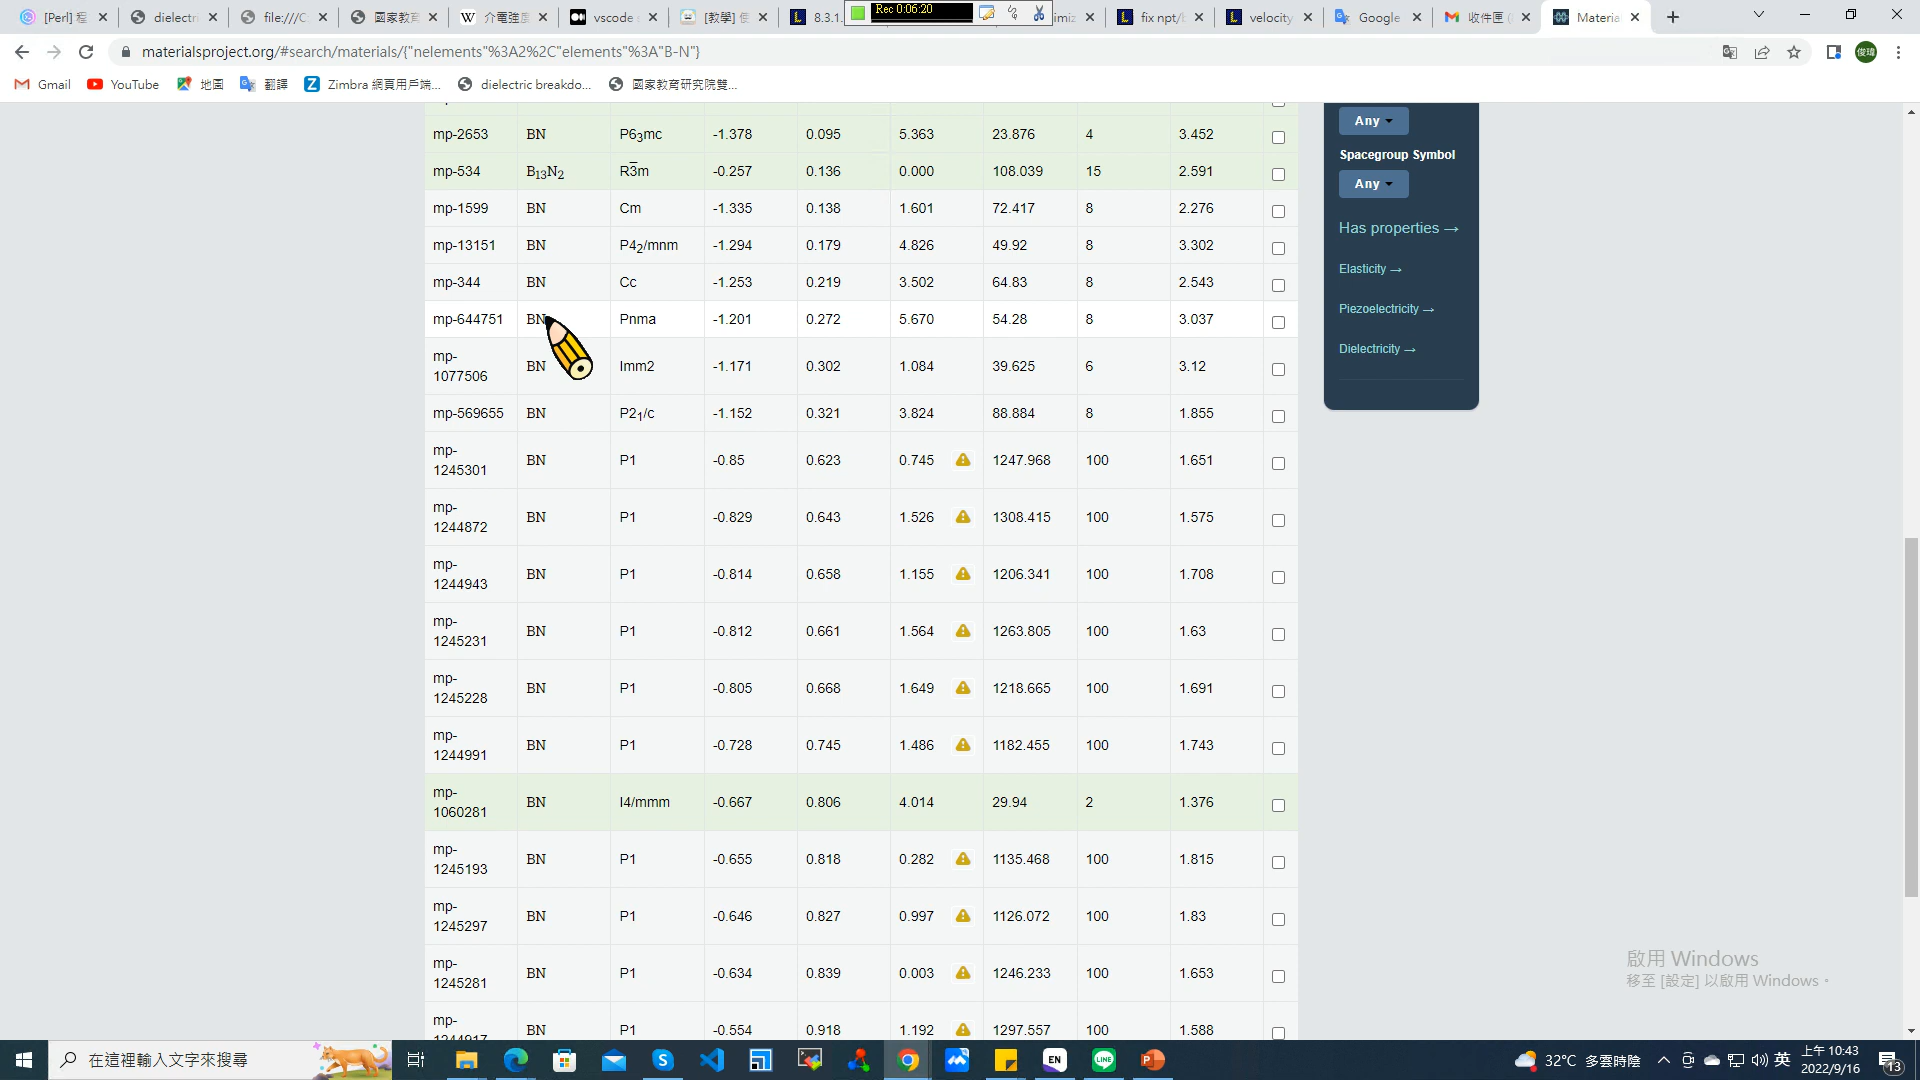 [Perl] 程
dielectri
file:///C
國家教育
介電強度
vscode
[教學] 使
8.3.1.
Rec 0:06:20
imiz
fix npt/
velocity
Google
收件匣 (
Materia
materialsproject.org/#search/materials/{"nelements"%3A2%2C"elements"%3A"B-N"}
俊瑋
Gmail
YouTube
地圖
翻譯
Zimbra 網頁用戶端...
dielectric breakdo...
國家教育研究院雙...
mp-2653 BN P6₃mc -1.378 0.095 5.363 23.876 4 3.452
mp-534 B₁₃N₂ R3̅m -0.257 0.136 0.000 108.039 15 2.591
mp-1599 BN Cm -1.335 0.138 1.601 72.417 8 2.276
mp-13151 BN P4₂/mnm -1.294 0.179 4.826 49.92 8 3.302
mp-344 BN Cc -1.253 0.219 3.502 64.83 8 2.543
mp-644751 BN Pnma -1.201 0.272 5.670 54.28 8 3.037
mp-
1077506 BN Imm2 -1.171 0.302 1.084 39.625 6 3.12
mp-569655 BN P2₁/c -1.152 0.321 3.824 88.884 8 1.855
mp-
1245301 BN P1 -0.85 0.623 0.745 1247.968 100 1.651
mp-
1244872 BN P1 -0.829 0.643 1.526 1308.415 100 1.575
mp-
1244943 BN P1 -0.814 0.658 1.155 1206.341 100 1.708
mp-
1245231 BN P1 -0.812 0.661 1.564 1263.805 100 1.63
mp-
1245228 BN P1 -0.805 0.668 1.649 1218.665 100 1.691
mp-
1244991 BN P1 -0.728 0.745 1.486 1182.455 100 1.743
mp-
1060281 BN I4/mmm -0.667 0.806 4.014 29.94 2 1.376
mp-
1245193 BN P1 -0.655 0.818 0.282 1135.468 100 1.815
mp-
1245297 BN P1 -0.646 0.827 0.997 1126.072 100 1.83
mp-
1245281 BN P1 -0.634 0.839 0.003 1246.233 100 1.653
mp-
1244917 BN P1 -0.554 0.918 1.192 1297.557 100 1.588
Any
Spacegroup Symbol
Any
Has properties →
Elasticity →
Piezoelectricity →
Dielectricity →
啟用 Windows
移至 [設定] 以啟用 Windows。
在這裡輸入文字來搜尋
EN
LINE
32°C 多雲時陰
英
上午 10:43
2022/9/16
13